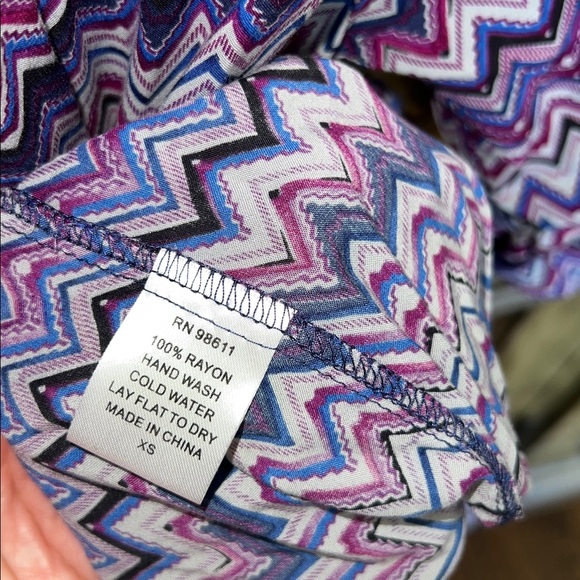 RN 98611
100% RAYON
HAND WASH
COLD WATER
LAY FLAT TO DRY
MADE IN CHINA
XS